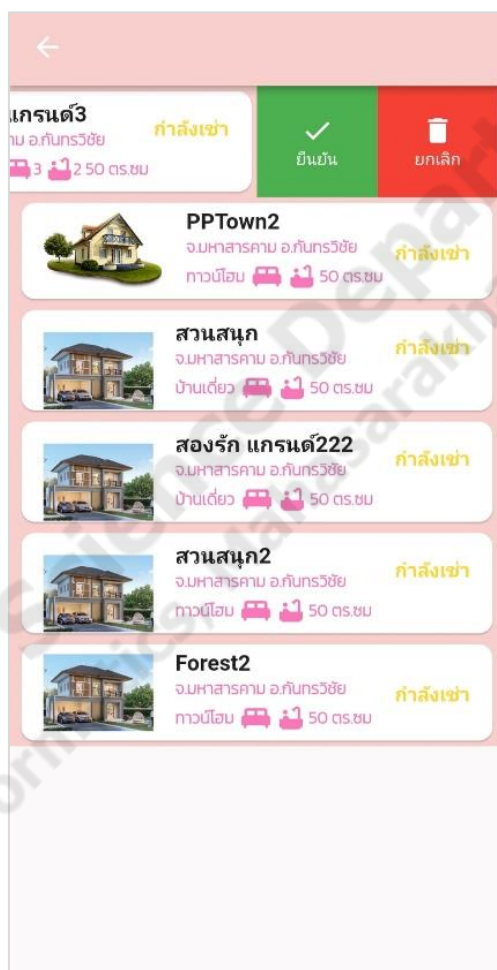 แกรนด์3
าม อ.กันทรวิชัย
กำลังเช่า
3 2 50 ตร.ซม
ยืนยัน
ยกเลิก
PPTown2
จ.มหาสารคาม อ.กันทรวิชัย
กำลังเช่า
ทาวน์โฮม 50 ตร.ซม
สวนสนุก
จ.มหาสารคาม อ.กันทรวิชัย
กำลังเช่า
บ้านเดี่ยว 50 ตร.ซม
สองรัก แกรนด์222
จ.มหาสารคาม อ.กันทรวิชัย
กำลังเช่า
บ้านเดี่ยว 50 ตร.ซม
สวนสนุก2
จ.มหาสารคาม อ.กันทรวิชัย
กำลังเช่า
ทาวน์โฮม 50 ตร.ซม
Forest2
จ.มหาสารคาม อ.กันทรวิชัย
กำลังเช่า
ทาวน์โฮม 50 ตร.ซม